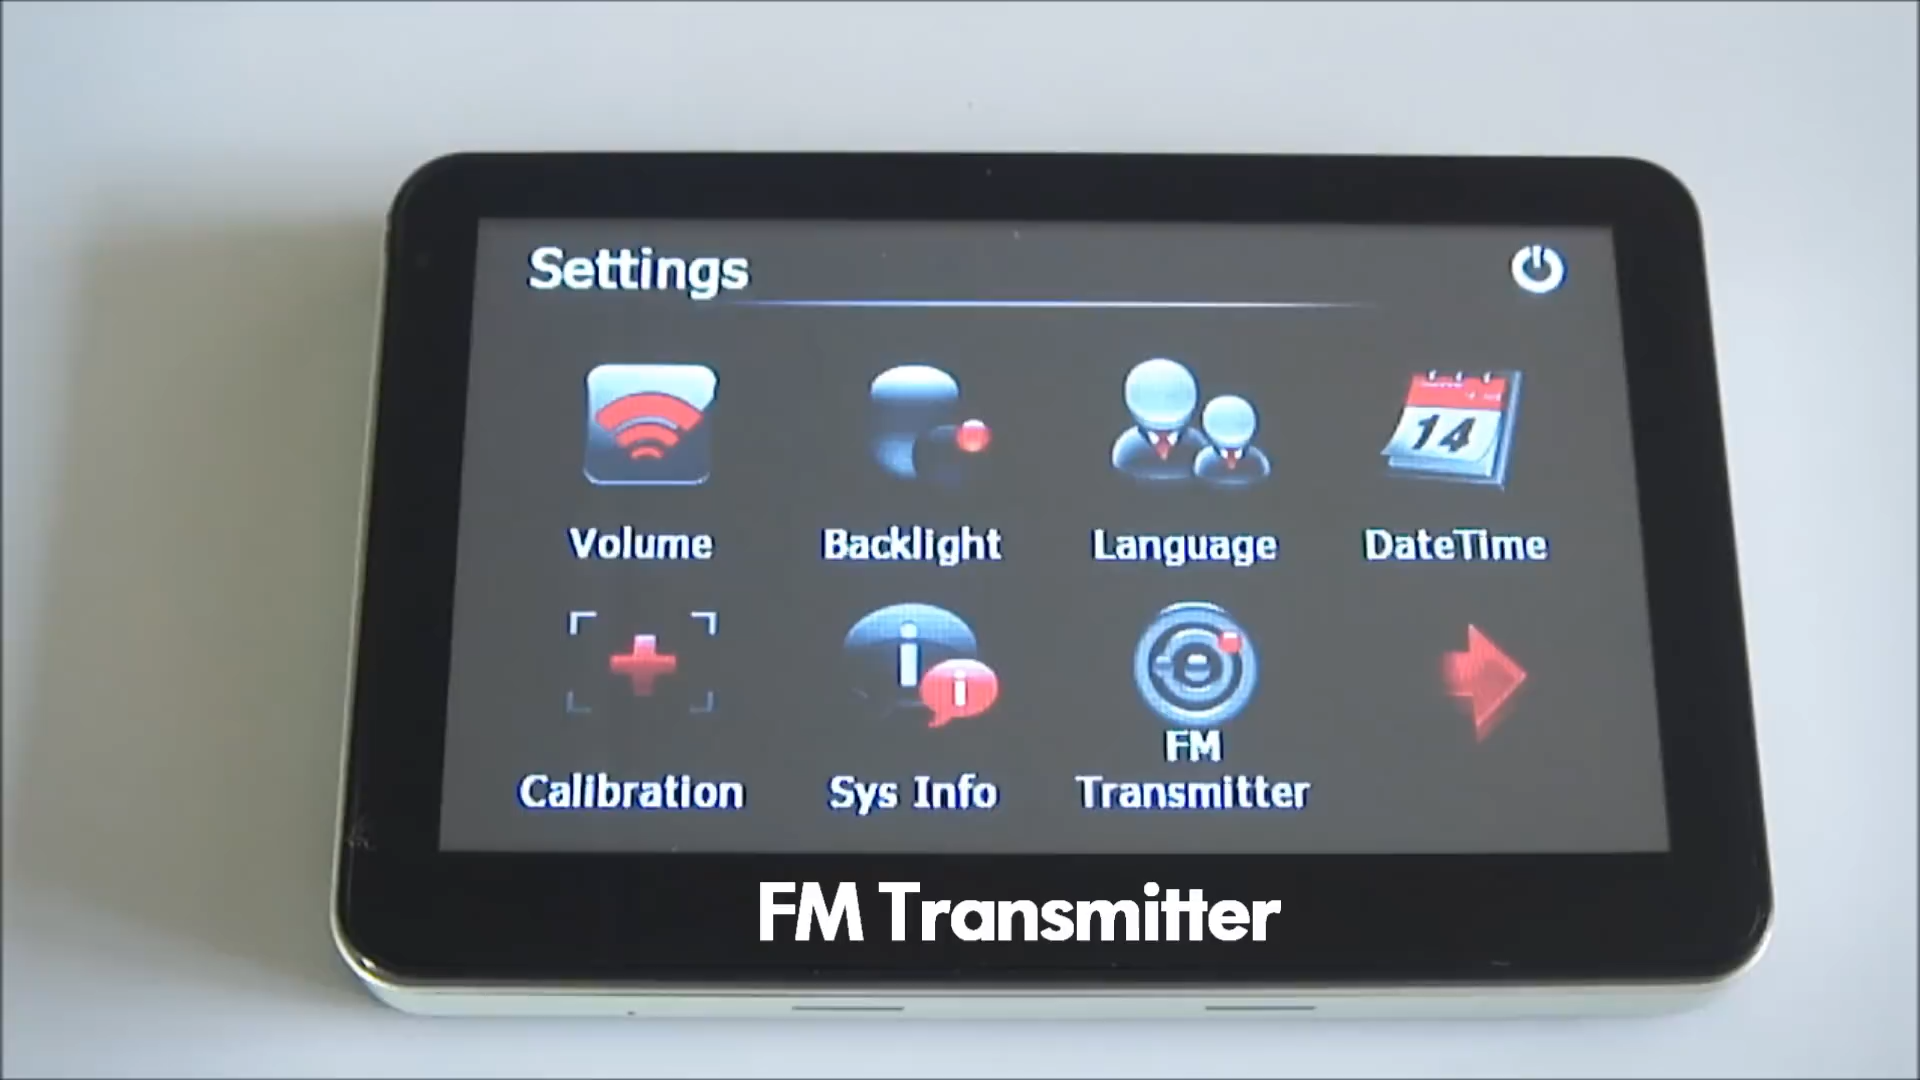 Settings
14
Volume
Backlight
Language
DateTime
Calibration
Sys Info
FM
Transmitter
FM Transmitter